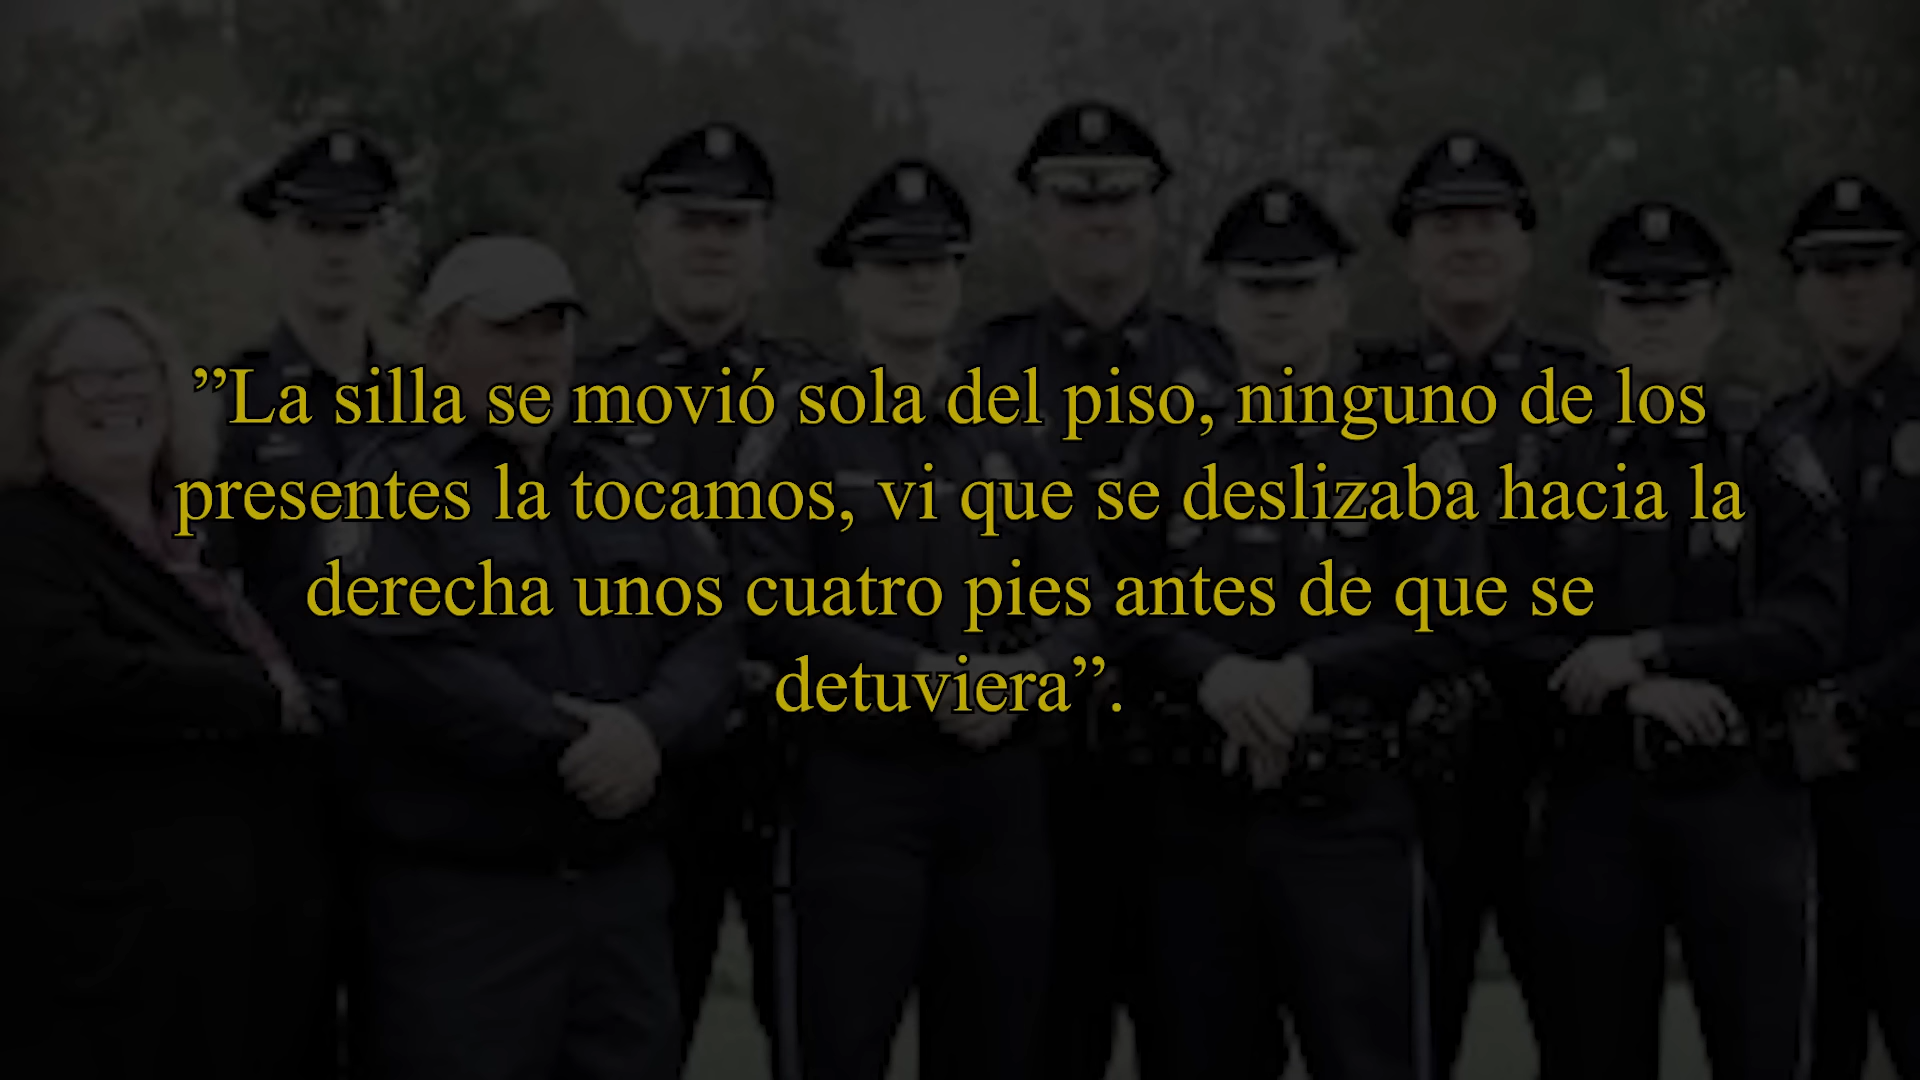 ”La silla se movió sola del piso, ninguno de los
presentes la tocamos, vi que se deslizaba hacia la
derecha unos cuatro pies antes de que se
detuviera”.